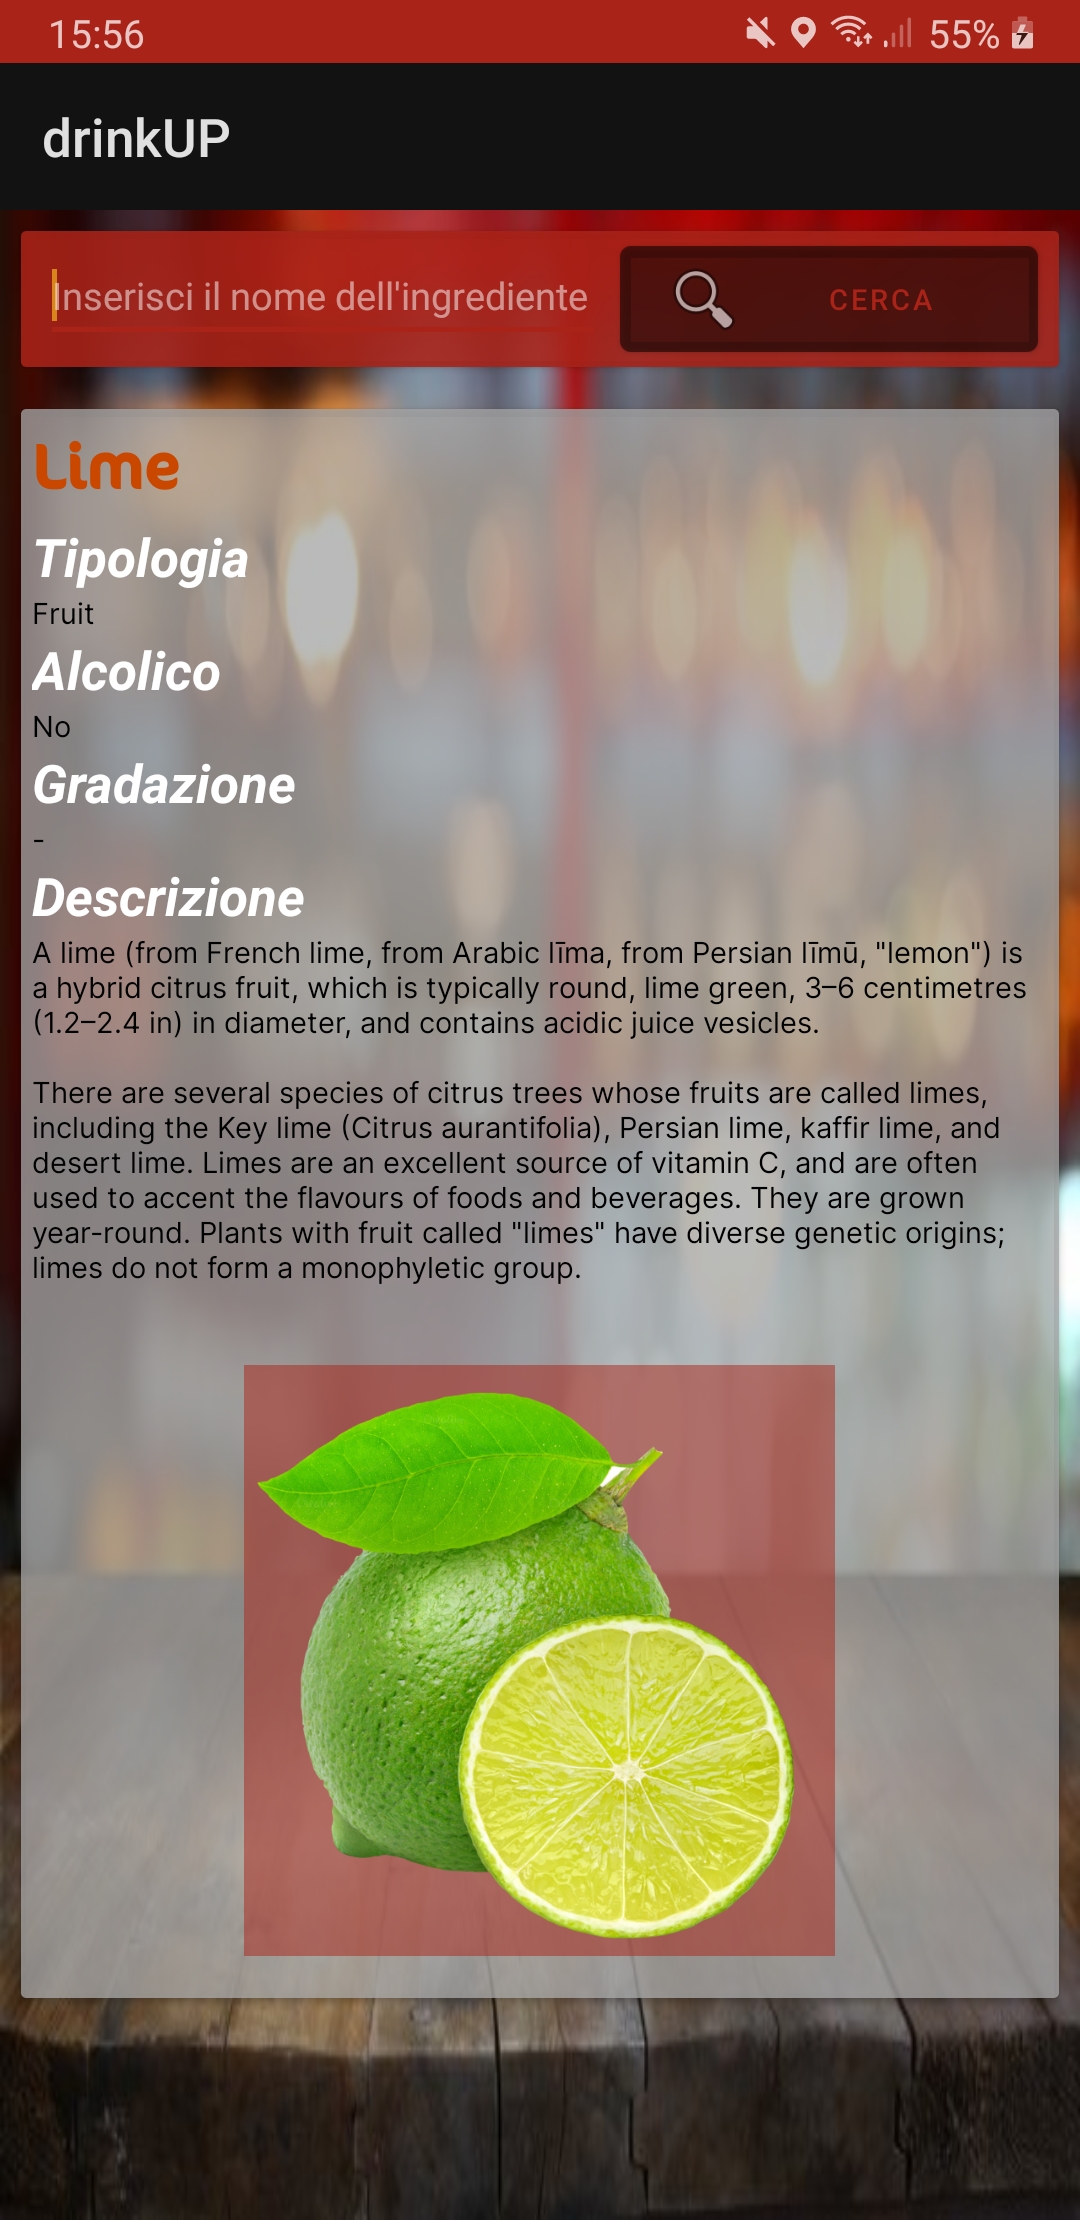 15:56
55%
drinkUP
Inserisci il nome dell'ingrediente
CERCA
Lime
Tipologia
Fruit
Alcolico
No
Gradazione
-
Descrizione
A lime (from French lime, from Arabic līma, from Persian līmū, "lemon") is
a hybrid citrus fruit, which is typically round, lime green, 3–6 centimetres
(1.2–2.4 in) in diameter, and contains acidic juice vesicles.
There are several species of citrus trees whose fruits are called limes,
including the Key lime (Citrus aurantifolia), Persian lime, kaffir lime, and
desert lime. Limes are an excellent source of vitamin C, and are often
used to accent the flavours of foods and beverages. They are grown
year-round. Plants with fruit called "limes" have diverse genetic origins;
limes do not form a monophyletic group.